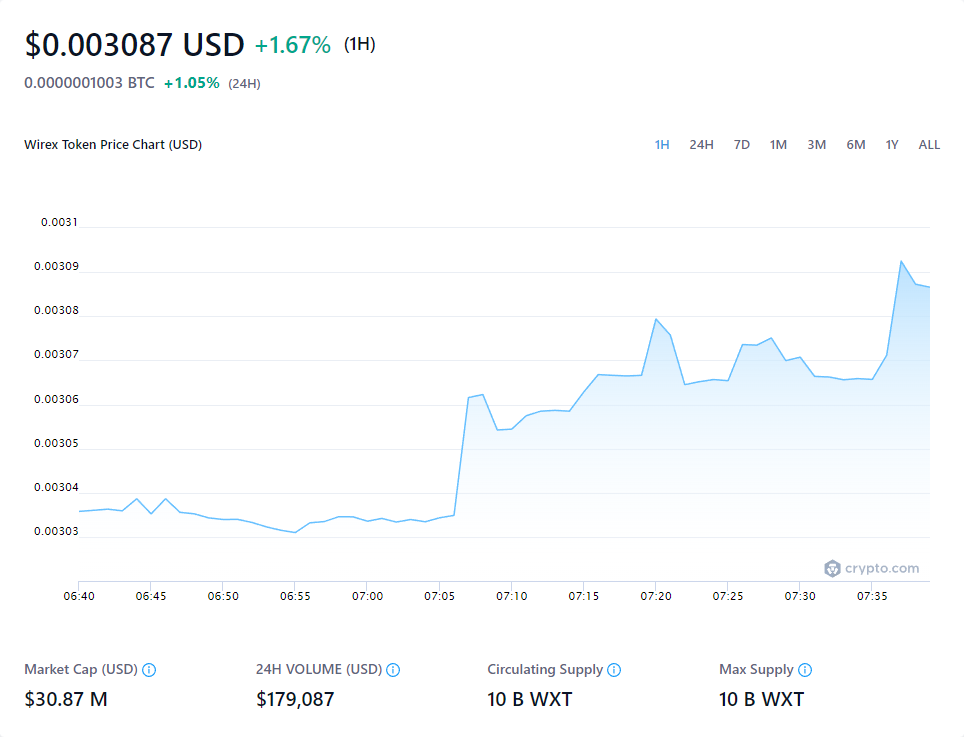 $0.003087 USD +1.67% (1H)
0.0000001003 BTC +1.05% (24H)
Wirex Token Price Chart (USD) 1H 24H 7D 1M 3M 6M 1Y ALL
0.0031
0.00309
0.00308
0.00307
0.00306
0.00305
0.00304
0.00303
crypto.com
06:40 06:45 06:50 06:55 07:00 07:05 07:10 07:15 07:20 07:25 07:30 07:35
Market Cap (USD) 24H VOLUME (USD) Circulating Supply Max Supply
$30.87 M $179,087 10 B WXT 10 B WXT